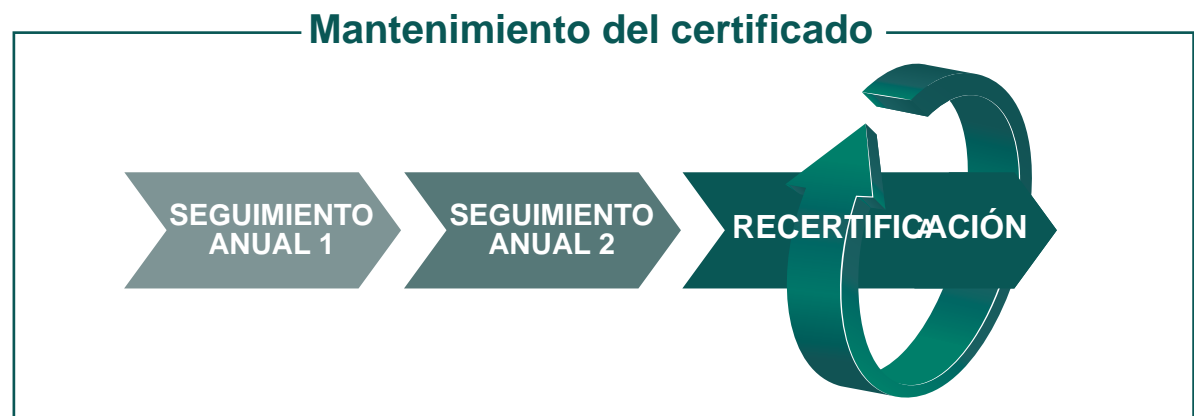 Mantenimiento del certificado
SEGUIMIENTO
ANUAL 1
SEGUIMIENTO
ANUAL 2
RECERTIFICACIÓN